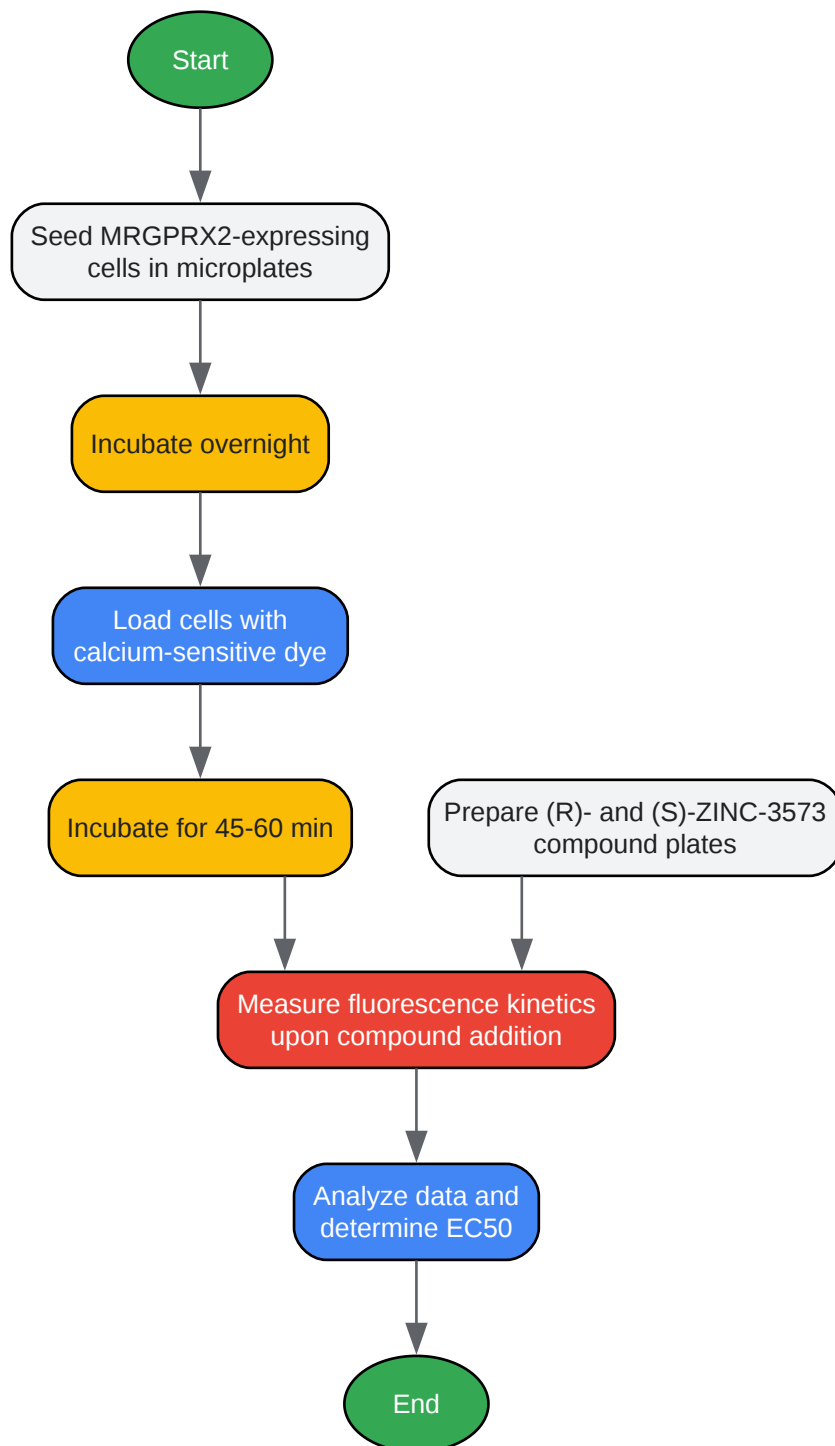 Start
Seed MRGPRX2-expressing
cells in microplates
Incubate overnight
Load cells with
calcium-sensitive dye
Incubate for 45-60 min
Prepare (R)- and (S)-ZINC-3573
compound plates
Measure fluorescence kinetics
upon compound addition
Analyze data and
determine EC50
End